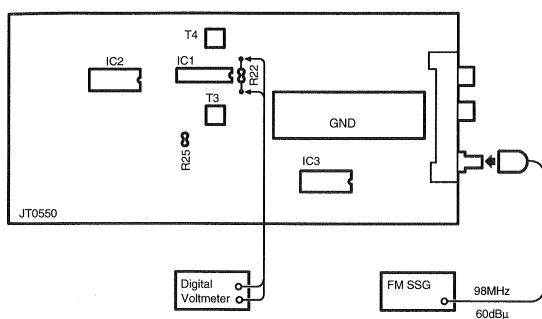 T4
IC2
IC1
R22
T3
GND
R25
IC3
JT0550
Digital
Voltmeter
FM SSG
98MHz
60dBμ